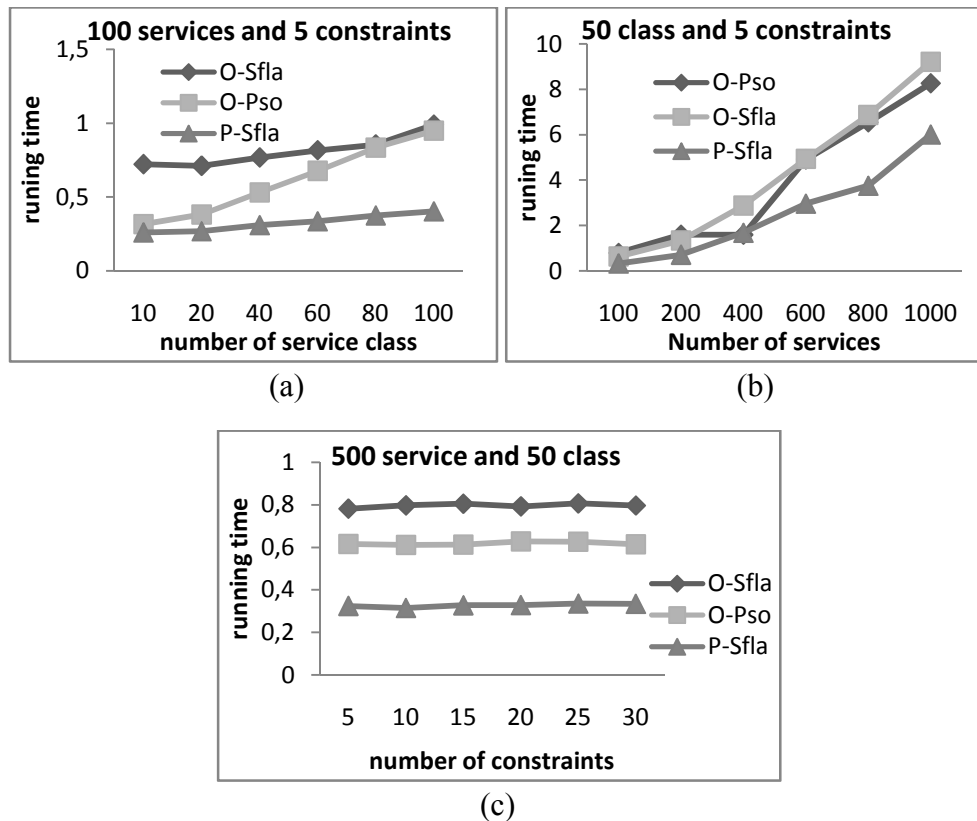 100 services and 5 constraints
1,5
1
0,5
0
runing time
O-Sfla
O-Pso
P-Sfla
10 20 40 60 80 100
number of service class
(a)
50 class and 5 constraints
10
8
6
4
2
0
runing time
O-Pso
O-Sfla
P-Sfla
100 200 400 600 800 1000
Number of services
(b)
500 service and 50 class
1
0,8
0,6
0,4
0,2
0
running time
O-Sfla
O-Pso
P-Sfla
5 10 15 20 25 30
number of constraints
(c)